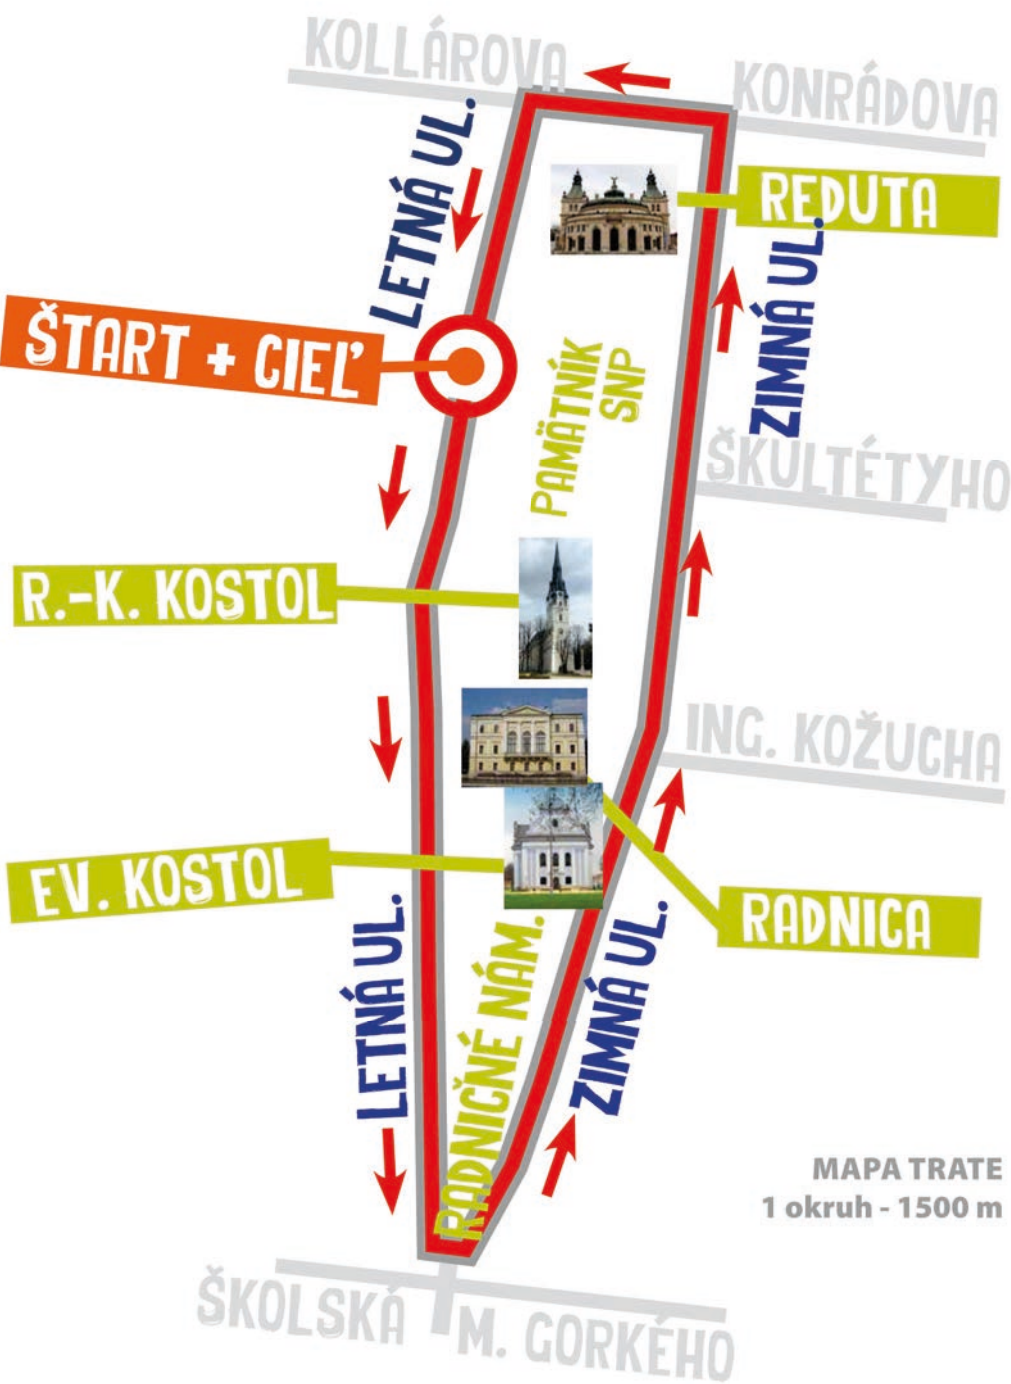 KOLLÁROVA
KONRÁDOVA
LETNÁ UL.
REDUTA
ZIMNÁ UL.
ŠTART + CIEĽ
PAMÄTNÍK
SNP
ŠKULTÉTYHO
R.-K. KOSTOL
ING. KOŽUCHA
EV. KOSTOL
RADNICA
LETNÁ UL.
RADNIČNÉ NÁM.
ZIMNÁ UL.
MAPA TRATE
1 okruh - 1500 m
ŠKOLSKÁ
M. GORKÉHO